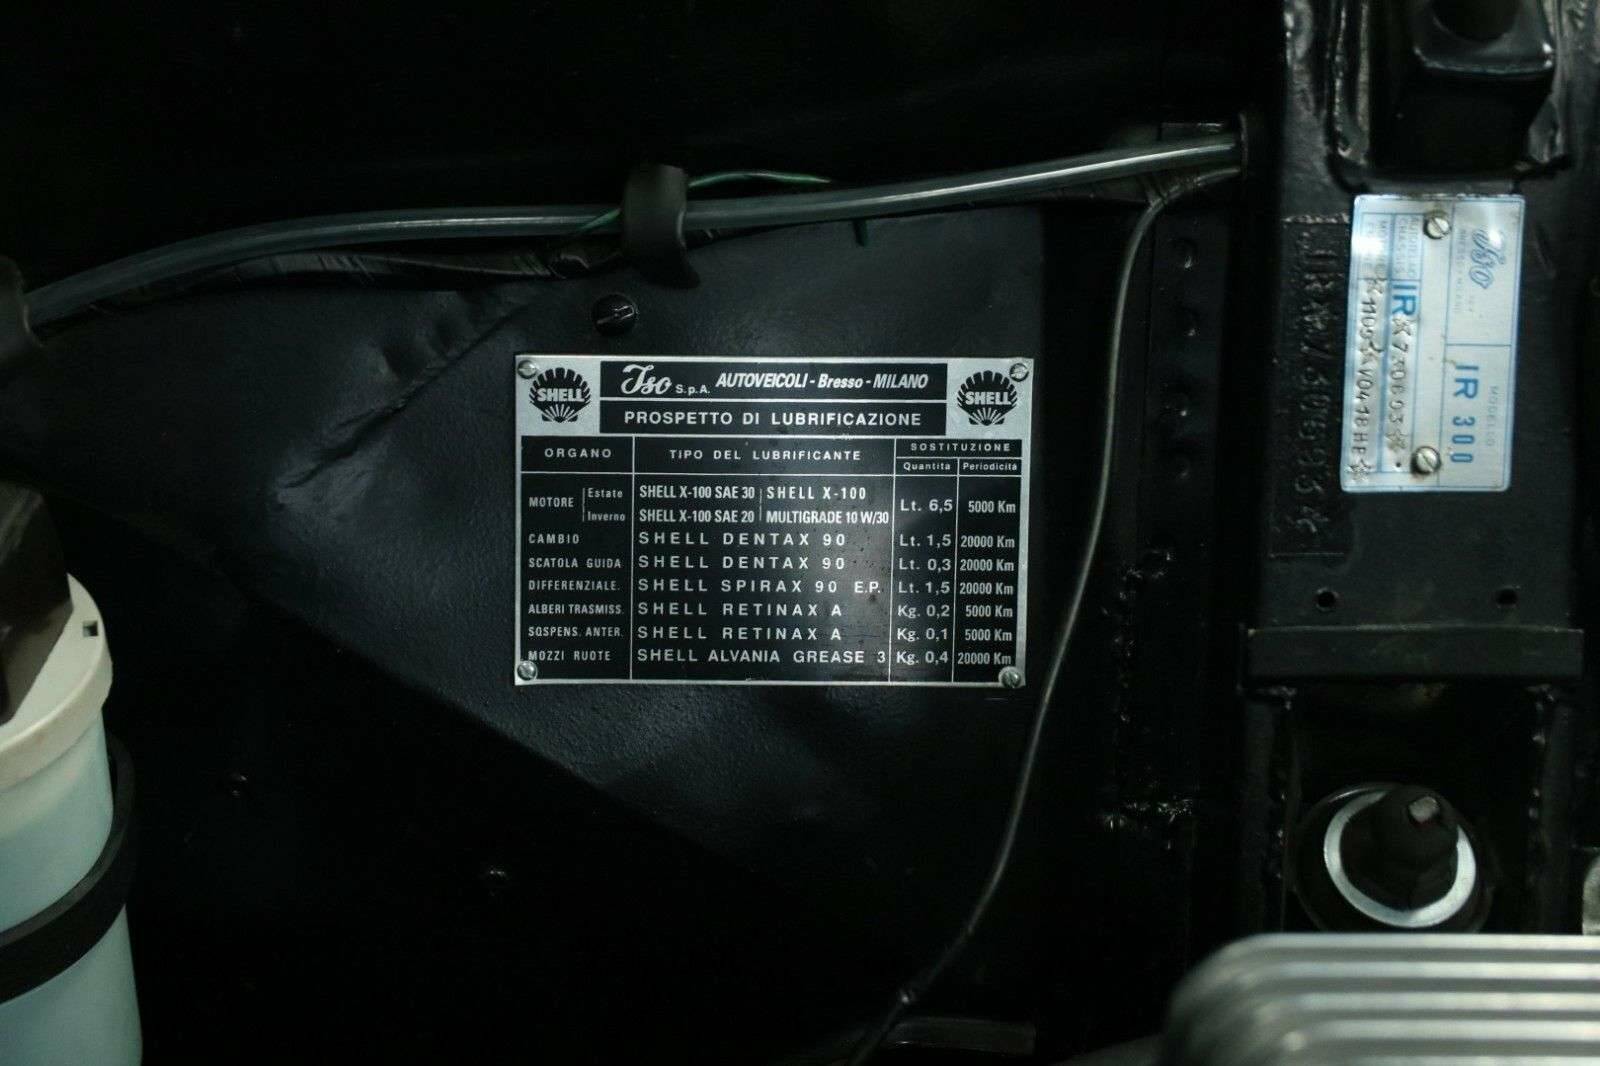 SHELL
Iso S.p.A. AUTOVEICOLI - Bresso - MILANO
SHELL
PROSPETTO DI LUBRIFICAZIONE
ORGANO TIPO DEL LUBRIFICANTE SOSTITUZIONE
Quantita Periodicità
MOTORE Estate SHELL X-100 SAE 30 SHELL X-100 Lt. 6,5 5000 Km
Inverno SHELL X-100 SAE 20 MULTIGRADE 10 W/30
CAMBIO SHELL DENTAX 90 Lt. 1,5 20000 Km
SCATOLA GUIDA SHELL DENTAX 90 Lt. 0,3 20000 Km
DIFFERENZIALE. SHELL SPIRAX 90 E.P. Lt. 1,5 20000 Km
ALBERI TRASMISS. SHELL RETINAX A Kg. 0,2 5000 Km
SOSPENS. ANTER. SHELL RETINAX A Kg. 0,1 5000 Km
MOZZI RUOTE SHELL ALVANIA GREASE 3 Kg. 0,4 20000 Km
Iso
MODELLO
IR 300
IR